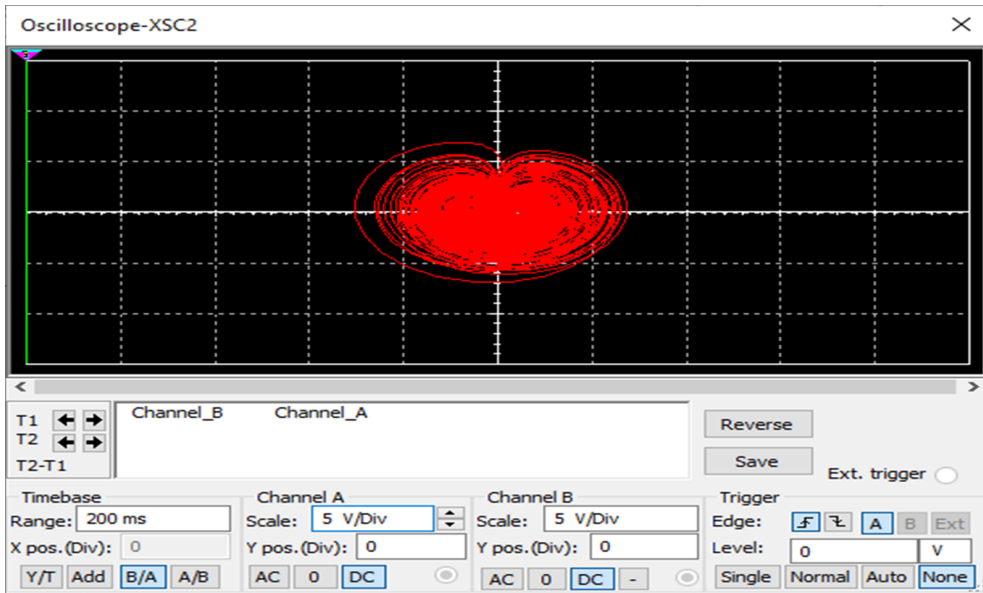 Oscilloscope-XSC2
T1
T2
T2-T1
Channel_B Channel_A
Reverse
Save
Ext. trigger
Timebase
Range: 200 ms
X pos.(Div): 0
Y/T Add B/A A/B
Channel A
Scale: 5 V/Div
Y pos.(Div): 0
AC 0 DC
Channel B
Scale: 5 V/Div
Y pos.(Div): 0
AC 0 DC -
Trigger
Edge: A B Ext
Level: 0 V
Single Normal Auto None